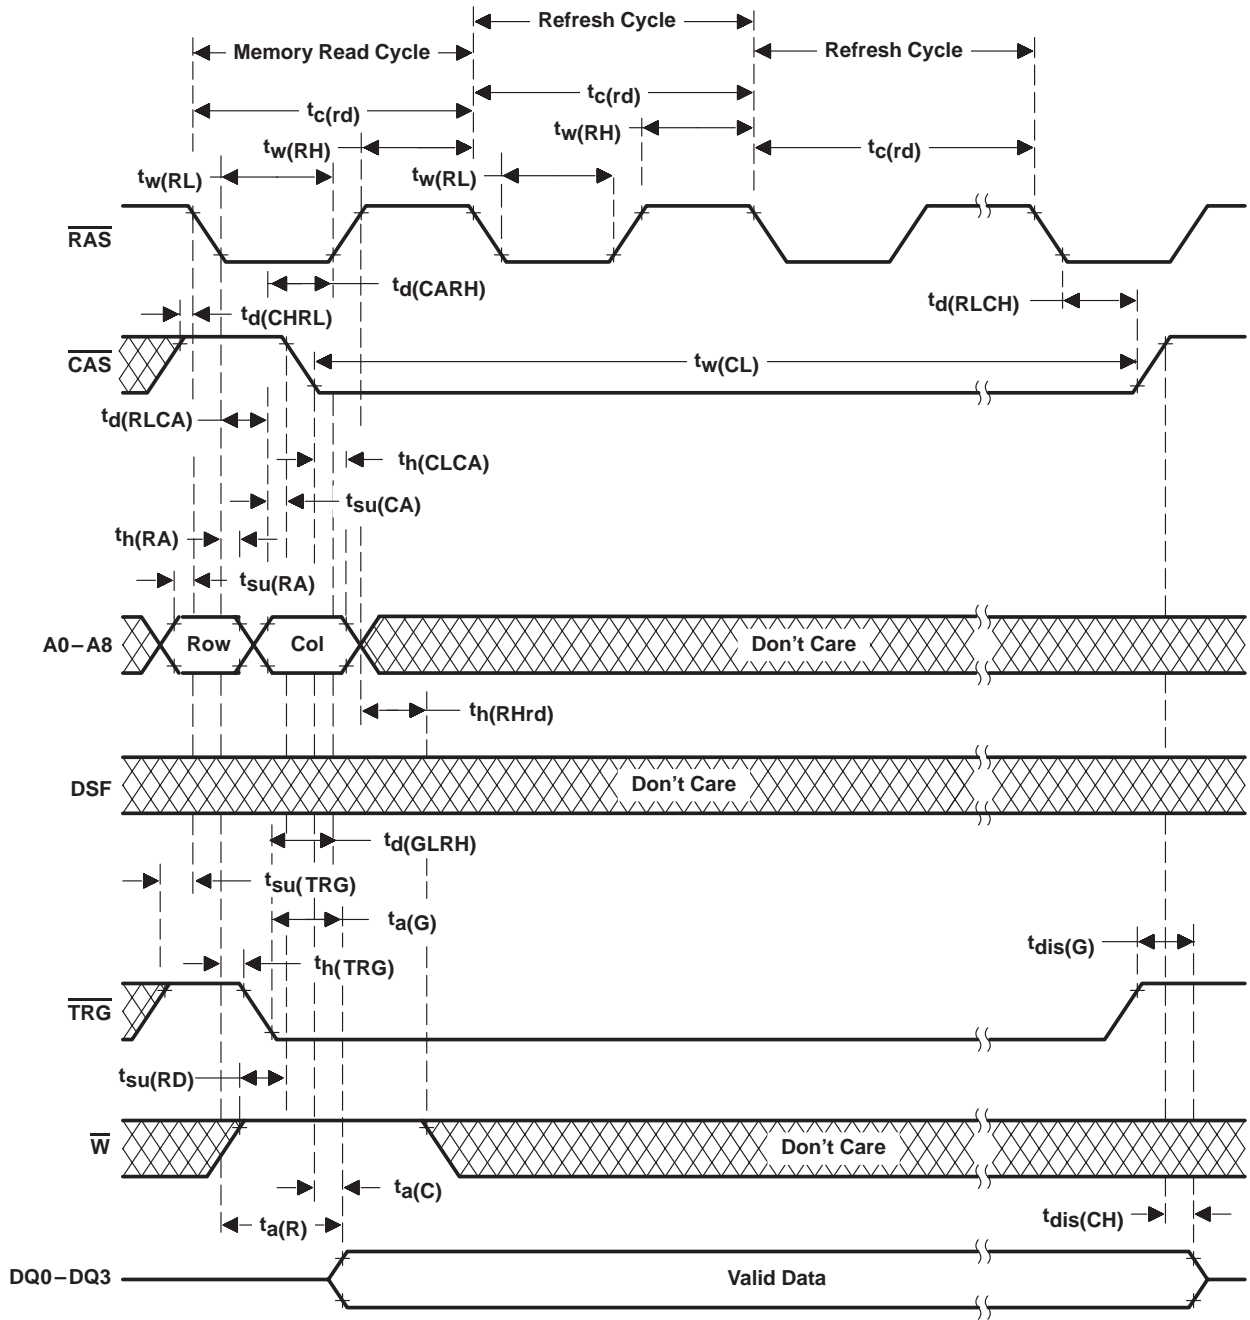 Refresh Cycle
Memory Read Cycle
Refresh Cycle
tc(rd)
tc(rd)
tw(RH)
tw(RH)
tc(rd)
tw(RL)
tw(RL)
RAS
td(CARH)
td(CHRL)
td(RLCH)
CAS
tw(CL)
td(RLCA)
th(CLCA)
tsu(CA)
th(RA)
tsu(RA)
A0–A8
Row
Col
Don't Care
th(RHrd)
DSF
Don't Care
td(GLRH)
tsu(TRG)
ta(G)
tdis(G)
th(TRG)
TRG
tsu(RD)
W
Don't Care
ta(C)
tdis(CH)
ta(R)
DQ0–DQ3
Valid Data